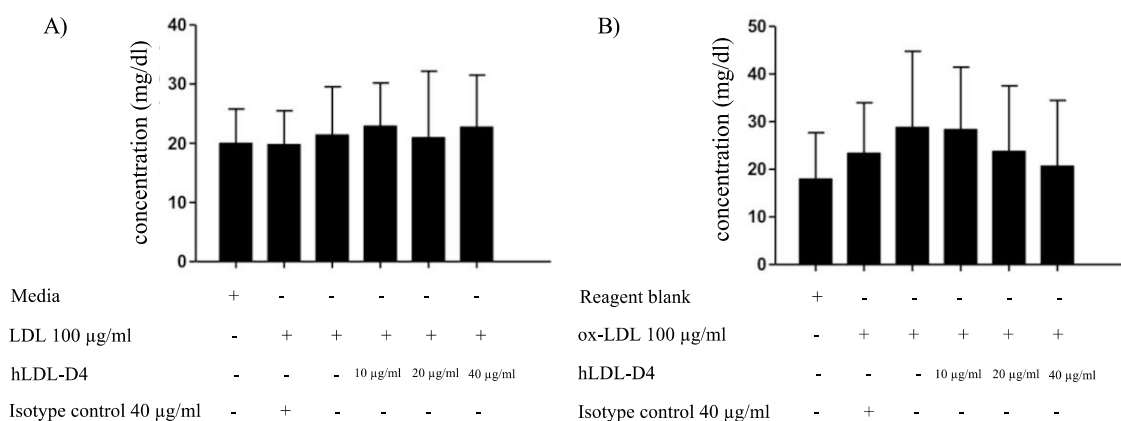 A)
concentration (mg/dl)
40
30
20
10
0
Media + - - - - -
LDL 100 µg/ml - + + + + +
hLDL-D4 - - - 10 µg/ml 20 µg/ml 40 µg/ml
Isotype control 40 µg/ml - + - - - -
B)
concentration (mg/dl)
50
40
30
20
10
0
Reagent blank + - - - - -
ox-LDL 100 µg/ml - + + + + +
hLDL-D4 - - - 10 µg/ml 20 µg/ml 40 µg/ml
Isotype control 40 µg/ml - + - - - -